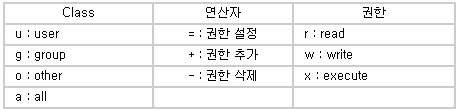 Class 연산자 권한
u : user = : 권한 설정 r : read
g : group + : 권한 추가 w : write
o : other - : 권한 삭제 x : execute
a : all